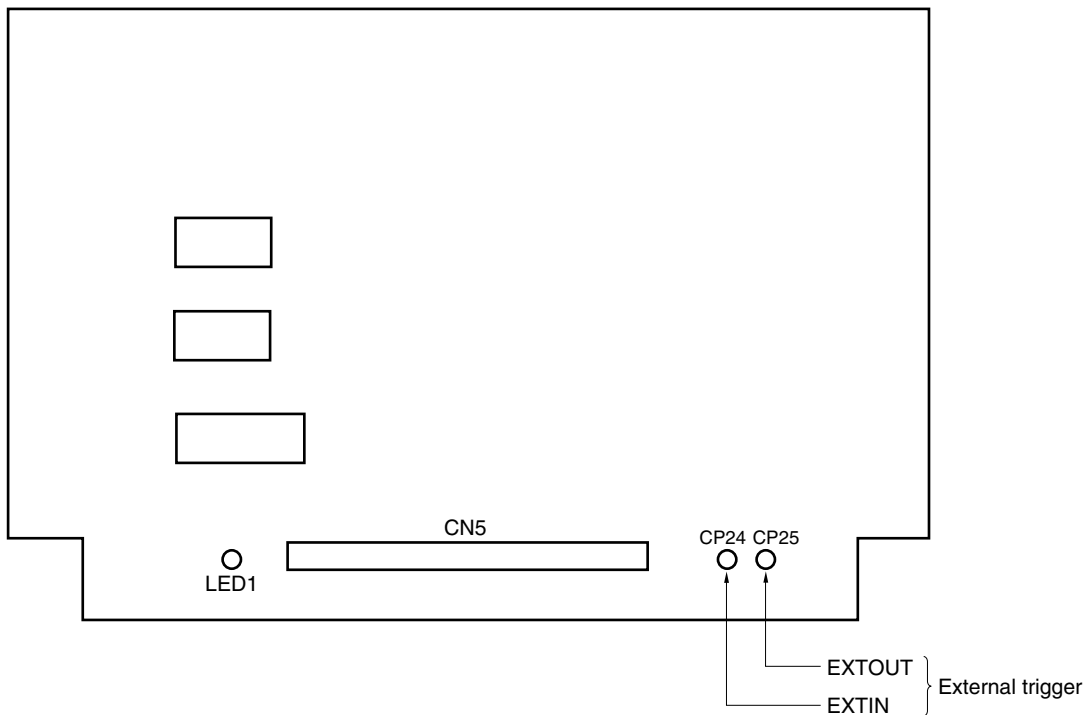 CN5
CP24 CP25
LED1
EXTOUT
External trigger
EXTIN